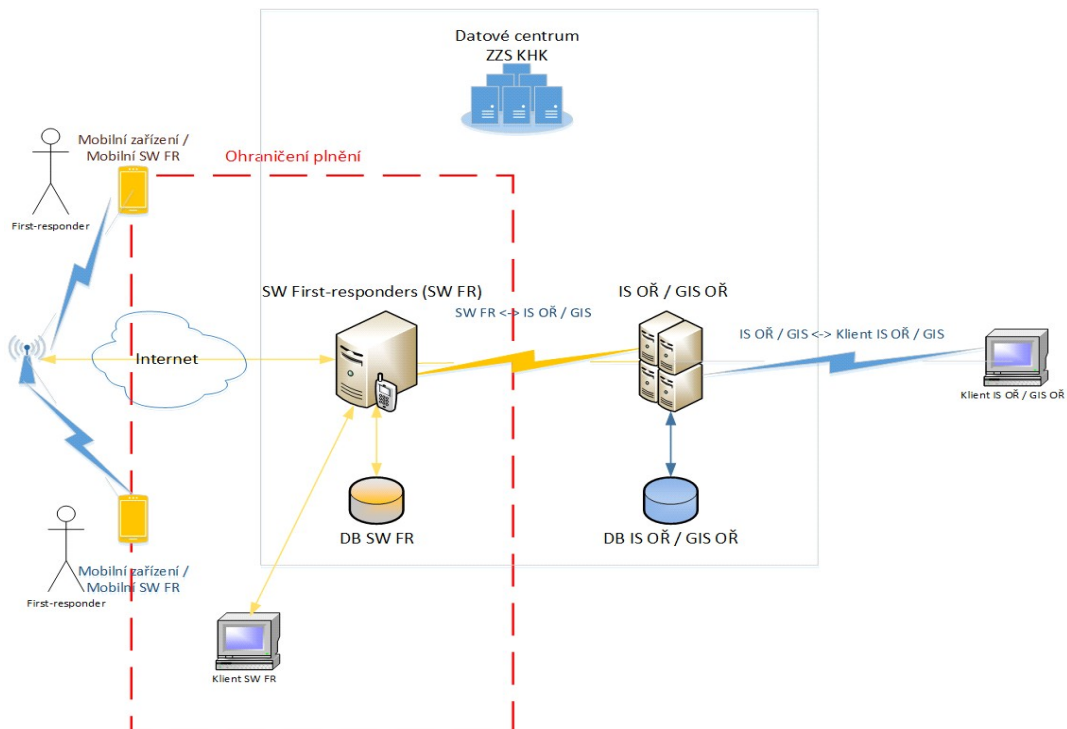 Datové centrum
ZZS KHK
Mobilní zařízení /
Mobilní SW FR
Ohraničení plnění
First-responder
SW First-responders (SW FR)
IS OŘ / GIS OŘ
SW FR <-> IS OŘ / GIS
IS OŘ / GIS <-> Klient IS OŘ / GIS
Internet
Klient IS OŘ / GIS OŘ
DB SW FR
DB IS OŘ / GIS OŘ
Mobilní zařízení /
Mobilní SW FR
First-responder
Klient SW FR